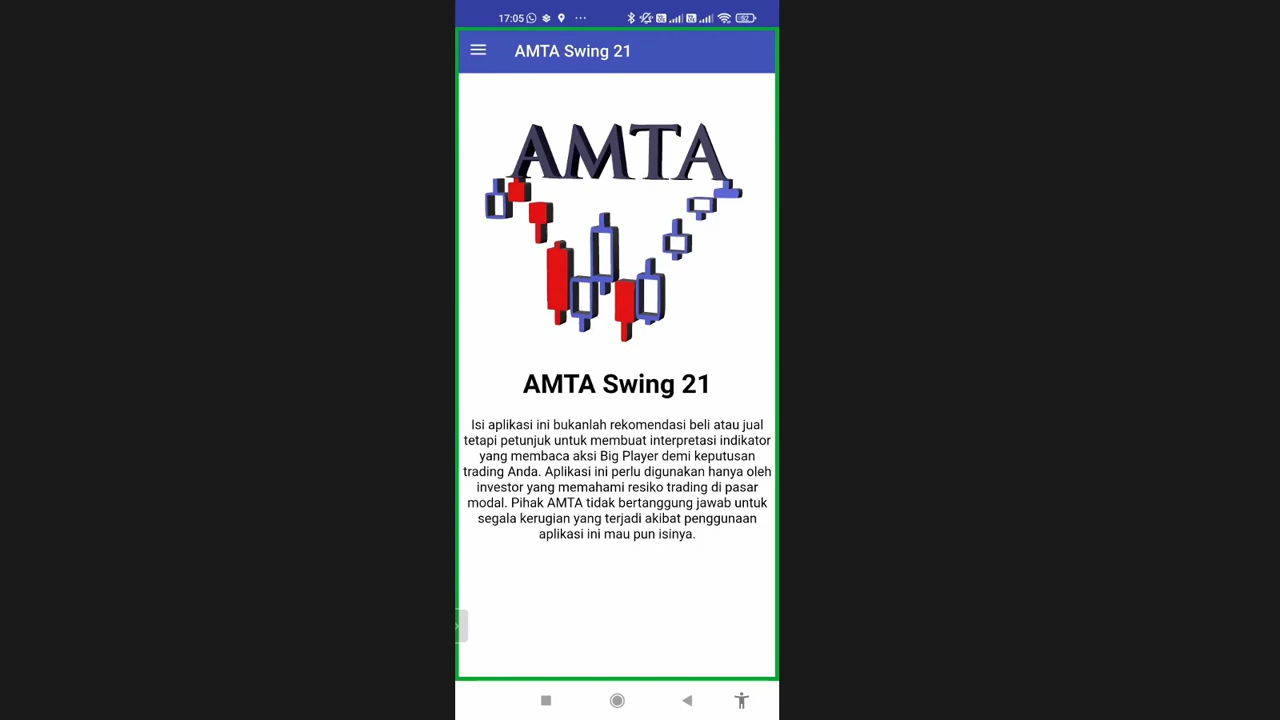 17:05
AMTA Swing 21
AMTA
AMTA Swing 21
Isi aplikasi ini bukanlah rekomendasi beli atau jual
tetapi petunjuk untuk membuat interpretasi indikator
yang membaca aksi Big Player demi keputusan
trading Anda. Aplikasi ini perlu digunakan hanya oleh
investor yang memahami resiko trading di pasar
modal. Pihak AMTA tidak bertanggung jawab untuk
segala kerugian yang terjadi akibat penggunaan
aplikasi ini mau pun isinya.